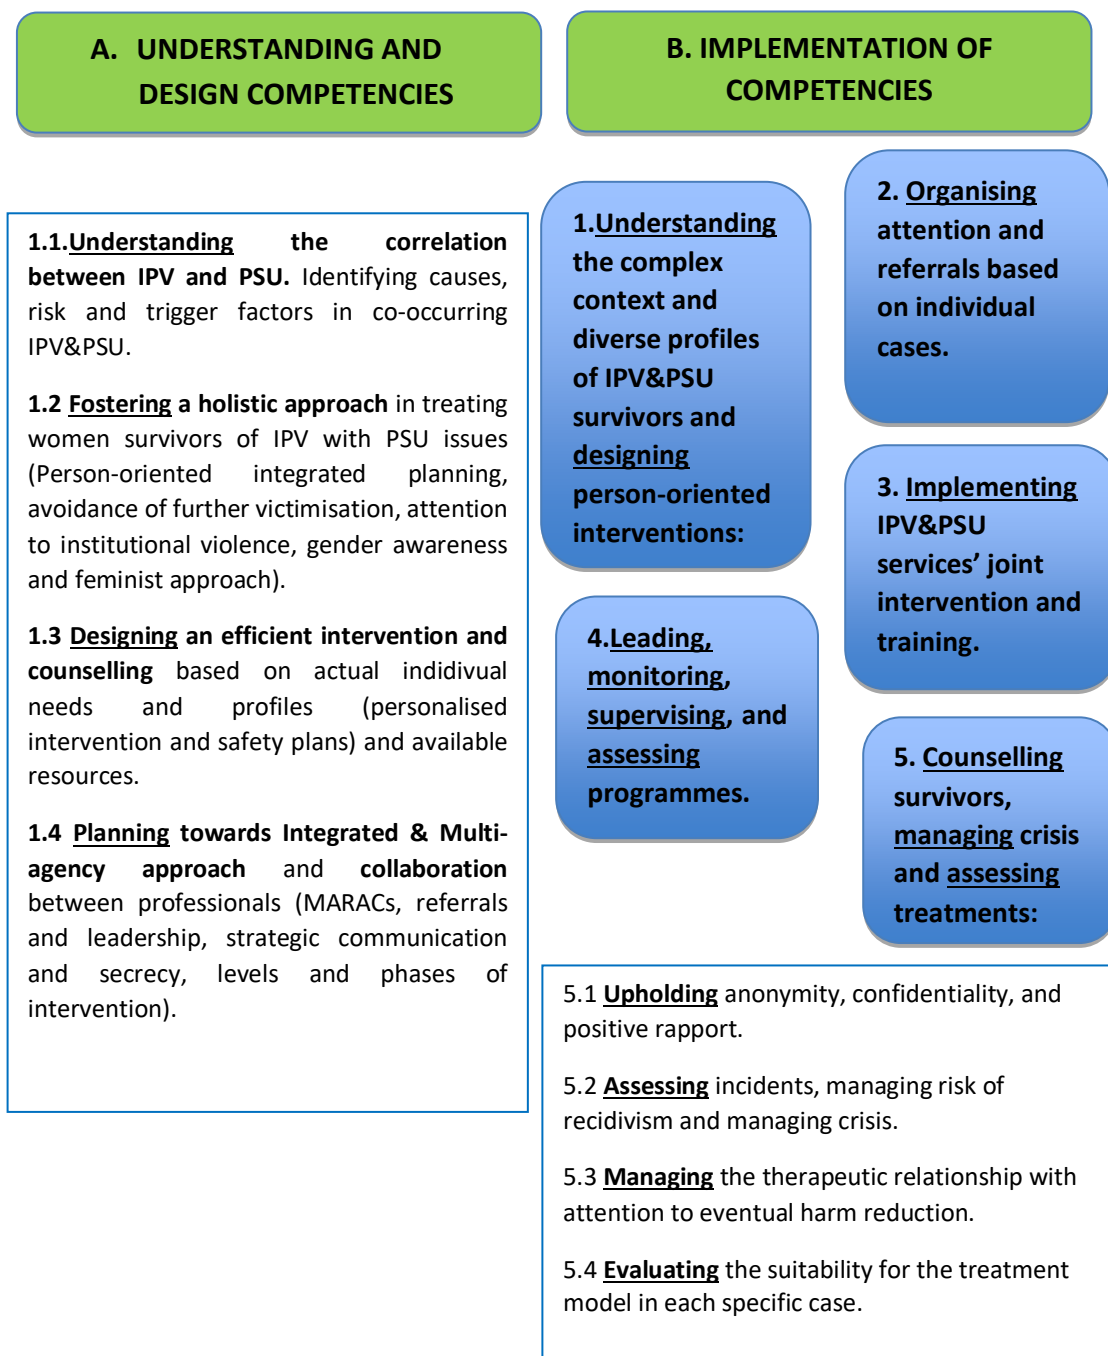 A. UNDERSTANDING AND
DESIGN COMPETENCIES
B. IMPLEMENTATION OF
COMPETENCIES
1.1.Understanding the correlation
between IPV and PSU. Identifying causes,
risk and trigger factors in co-occurring
IPV&PSU.
1.2 Fostering a holistic approach in treating
women survivors of IPV with PSU issues
(Person-oriented integrated planning,
avoidance of further victimisation, attention
to institutional violence, gender awareness
and feminist approach).
1.3 Designing an efficient intervention and
counselling based on actual indidivual
needs and profiles (personalised
intervention and safety plans) and available
resources.
1.4 Planning towards Integrated & Multi-
agency approach and collaboration
between professionals (MARACs, referrals
and leadership, strategic communication
and secrecy, levels and phases of
intervention).
1.Understanding
the complex
context and
diverse profiles
of IPV&PSU
survivors and
designing
person-oriented
interventions:
2. Organising
attention and
referrals based
on individual
cases.
3. Implementing
IPV&PSU
services’ joint
intervention and
training.
4.Leading,
monitoring,
supervising, and
assessing
programmes.
5. Counselling
survivors,
managing crisis
and assessing
treatments:
5.1 Upholding anonymity, confidentiality, and
positive rapport.
5.2 Assessing incidents, managing risk of
recidivism and managing crisis.
5.3 Managing the therapeutic relationship with
attention to eventual harm reduction.
5.4 Evaluating the suitability for the treatment
model in each specific case.